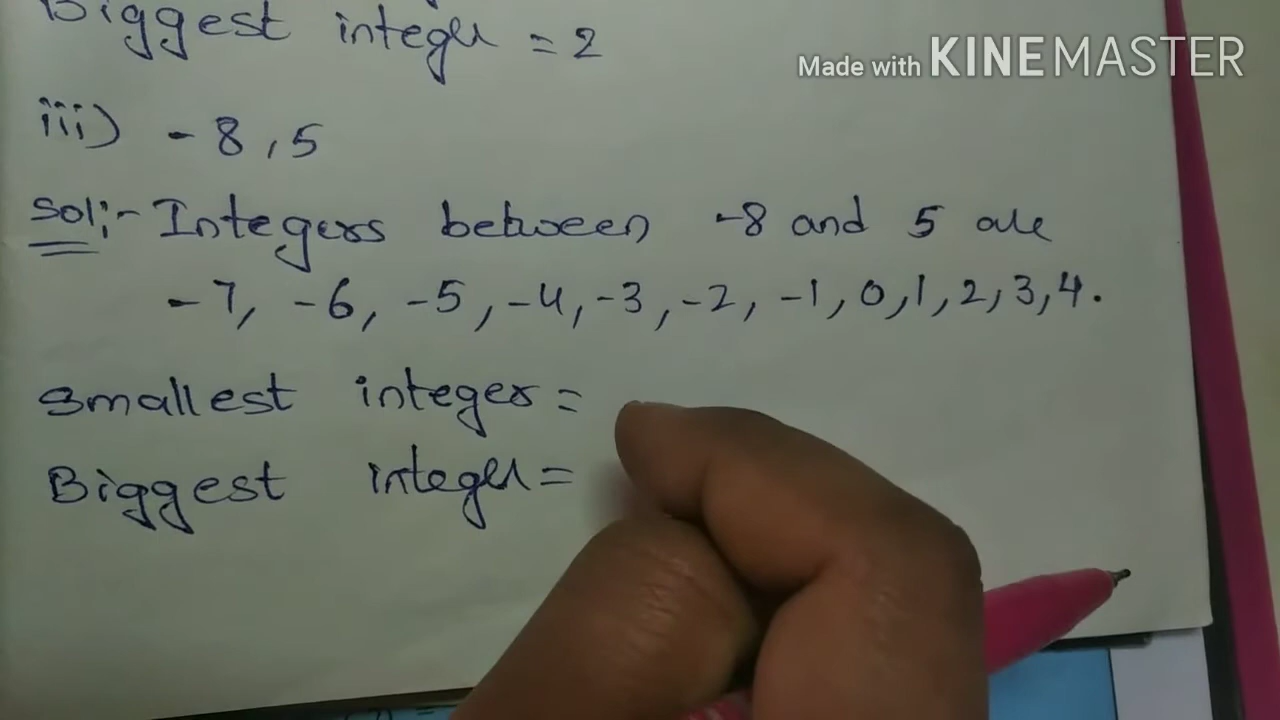 Biggest integer = 2
Made with KINEMASTER
iii) -8, 5
Sol:- Integers between -8 and 5 are
-7, -6, -5, -4, -3, -2, -1, 0, 1, 2, 3, 4.
Smallest integer =
Biggest integer =